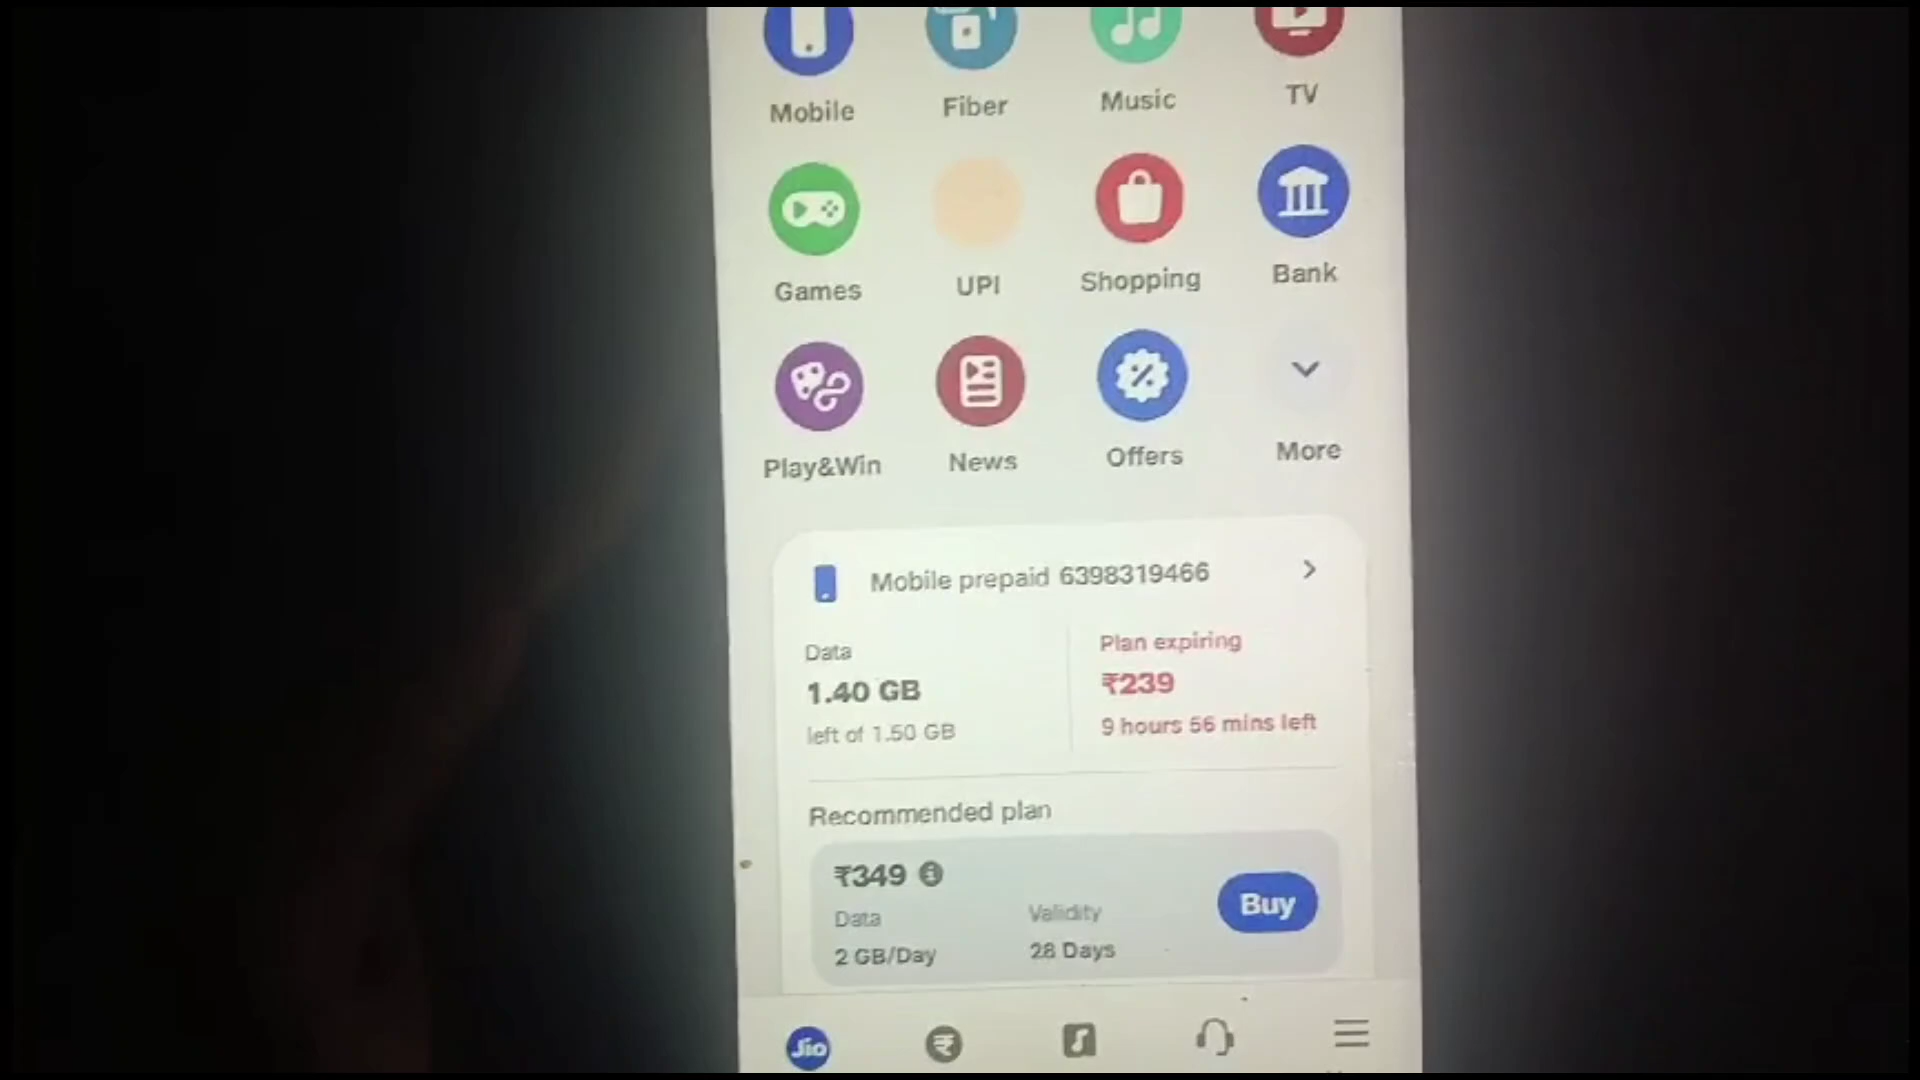 Mobile Fiber Music TV
Games UPI Shopping Bank
Play&Win News Offers More
Mobile prepaid 6398319466
Data
1.40 GB
left of 1.50 GB
Plan expiring
₹239
9 hours 56 mins left
Recommended plan
₹349
Data
2 GB/Day
Validity
28 Days
Buy
Jio